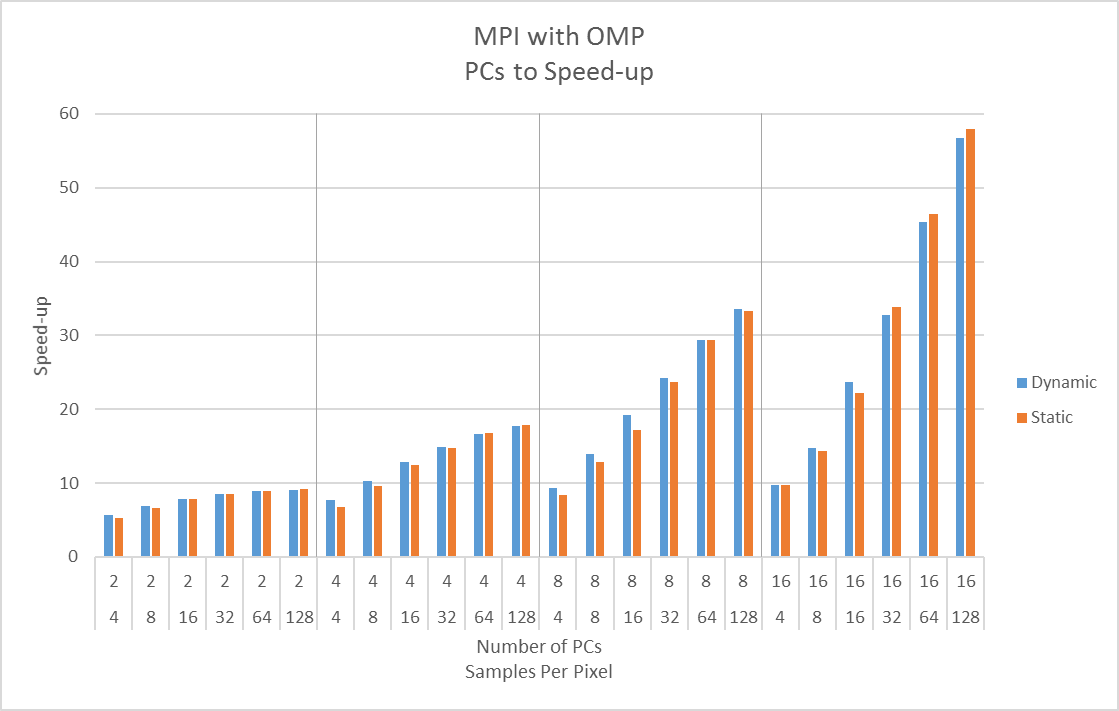 MPI with OMP
PCs to Speed-up
60
50
40
30
20
10
0
Speed-up
Dynamic
Static
2 2 2 2 2 2 4 4 4 4 4 4 8 8 8 8 8 8 16 16 16 16 16 16
4 8 16 32 64 128 4 8 16 32 64 128 4 8 16 32 64 128 4 8 16 32 64 128
Number of PCs
Samples Per Pixel